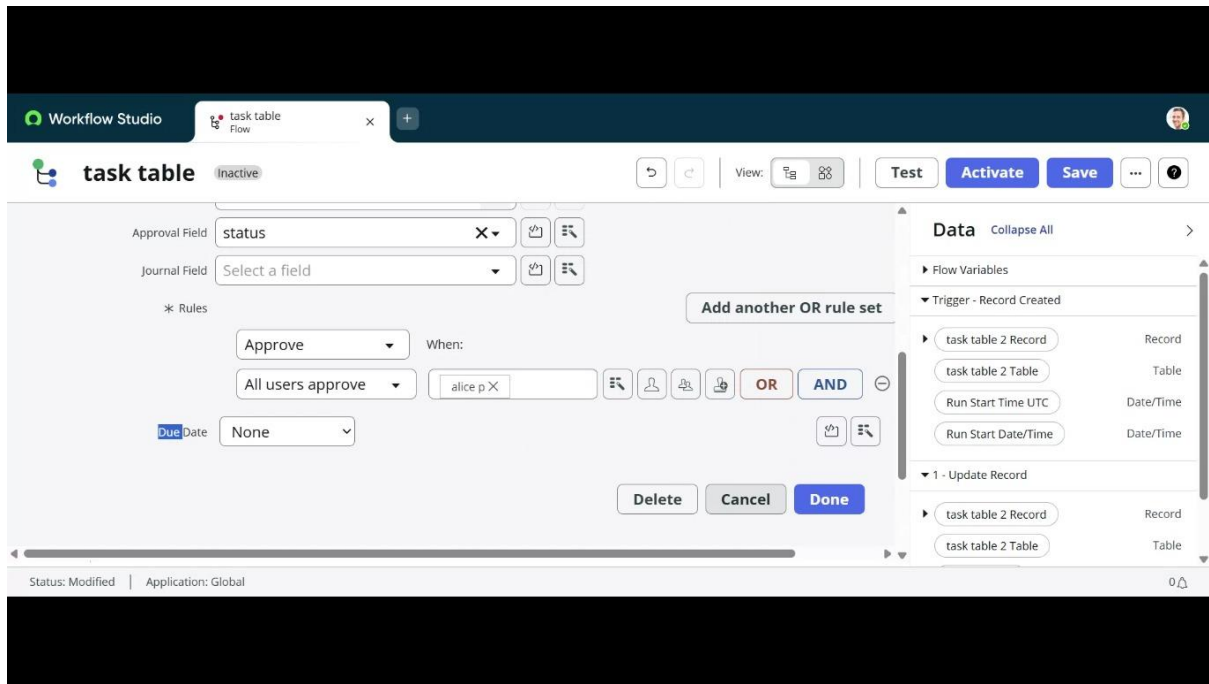 Workflow Studio
task table
Flow
task table Inactive
View:
Test
Activate
Save
Approval Field status
Journal Field Select a field
* Rules
Add another OR rule set
Approve When:
All users approve alice p OR AND
Due Date None
Delete Cancel Done
Data Collapse All
Flow Variables
Trigger - Record Created
task table 2 Record Record
task table 2 Table Table
Run Start Time UTC Date/Time
Run Start Date/Time Date/Time
1 - Update Record
task table 2 Record Record
task table 2 Table Table
Status: Modified | Application: Global
0